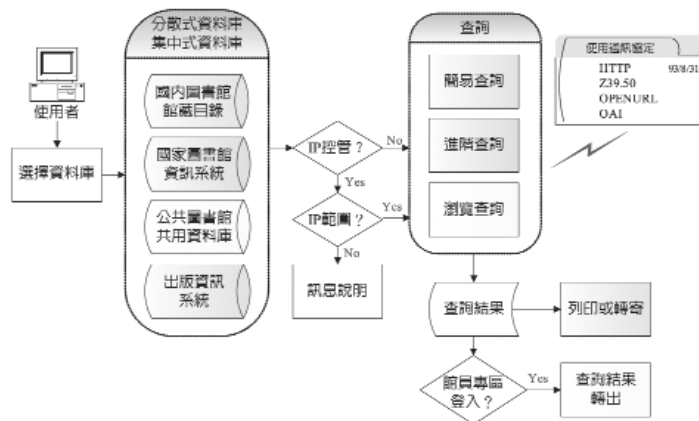 使用者
選擇資料庫
分散式資料庫
集中式資料庫
國內圖書館
館藏目錄
國家圖書館
資訊系統
公共圖書館
共用資料庫
出版資訊
系統
IP控管？
No
Yes
IP範圍？
Yes
No
訊息說明
查詢
簡易查詢
進階查詢
瀏覽查詢
使用通訊協定
HTTP 93/8/31
Z39.50
OPENURL
OAI
查詢結果
列印或轉寄
館員專區
登入？
Yes
查詢結果
轉出